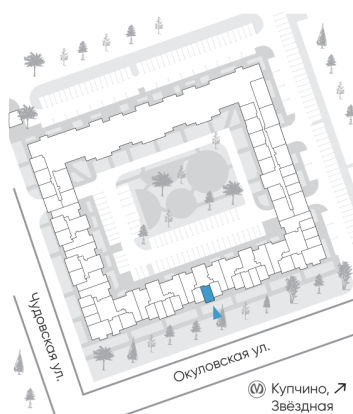 Чудовская ул.
Окуловская ул.
М Купчино, ↗
Звёздная